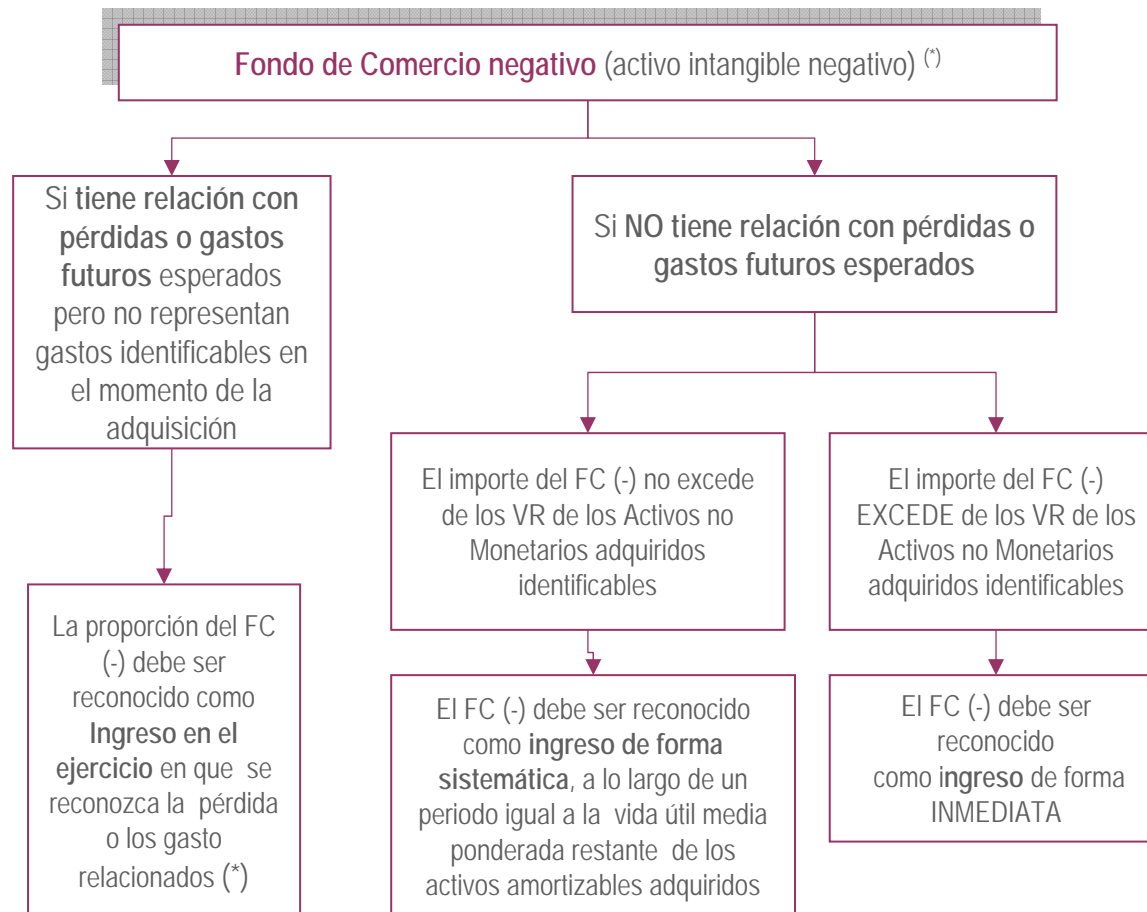 Fondo de Comercio negativo (activo intangible negativo) (*)
Si tiene relación con
pérdidas o gastos
futuros esperados
pero no representan
gastos identificables en
el momento de la
adquisición
Si NO tiene relación con pérdidas o
gastos futuros esperados
El importe del FC (-) no excede
de los VR de los Activos no
Monetarios adquiridos
identificables
El importe del FC (-)
EXCEDE de los VR de los
Activos no Monetarios
adquiridos identificables
La proporción del FC
(-) debe ser
reconocido como
Ingreso en el
ejercicio en que se
reconozca la pérdida
o los gasto
relacionados (*)
El FC (-) debe ser reconocido
como ingreso de forma
sistemática, a lo largo de un
periodo igual a la vida útil media
ponderada restante de los
activos amortizables adquiridos
El FC (-) debe ser
reconocido
como ingreso de forma
INMEDIATA